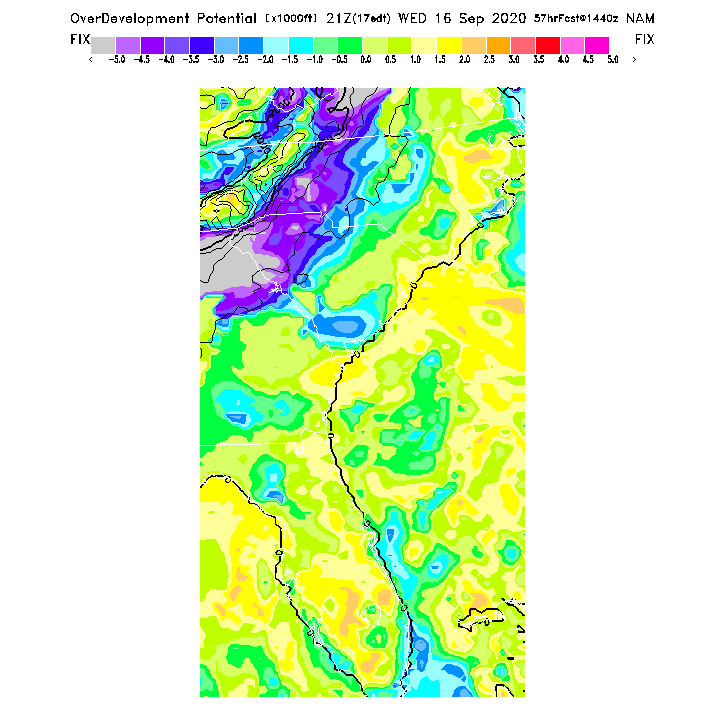 OverDevelopment Potential [x1000ft] 21Z(17edt) WED 16 Sep 2020 57hrFcst@1440z NAM
FIX FIX
< -5.0 -4.5 -4.0 -3.5 -3.0 -2.5 -2.0 -1.5 -1.0 -0.5 0.0 0.5 1.0 1.5 2.0 2.5 3.0 3.5 4.0 4.5 5.0 >